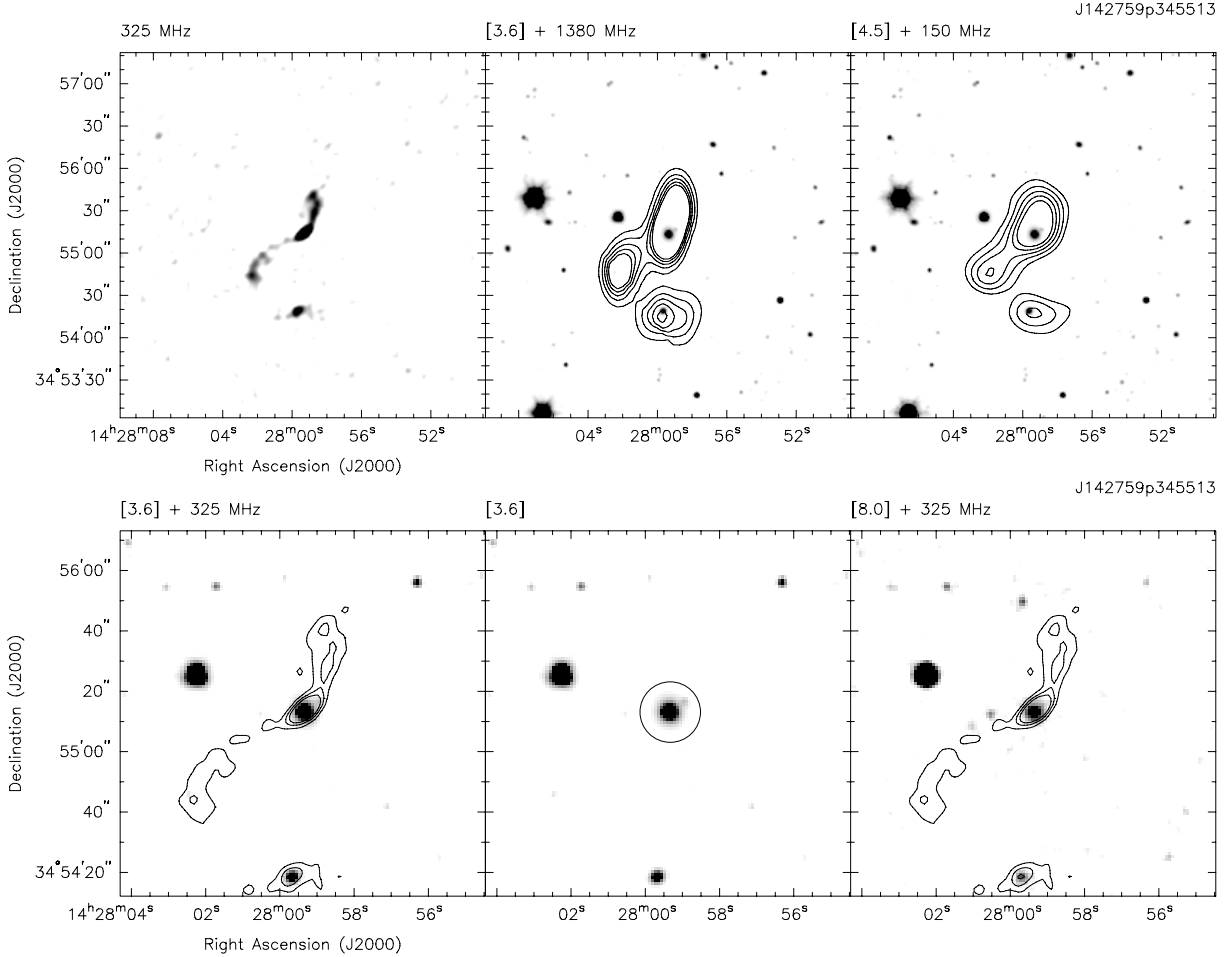 J142759p345513
325 MHz
[3.6] + 1380 MHz
[4.5] + 150 MHz
57'00"
30"
56'00"
30"
55'00"
30"
54'00"
34°53'30"
Declination (J2000)
14ʰ28ᵐ08ˢ 04ˢ 28ᵐ00ˢ 56ˢ 52ˢ
04ˢ 28ᵐ00ˢ 56ˢ 52ˢ
04ˢ 28ᵐ00ˢ 56ˢ 52ˢ
Right Ascension (J2000)
J142759p345513
[3.6] + 325 MHz
[3.6]
[8.0] + 325 MHz
56'00"
40"
20"
55'00"
40"
34°54'20"
Declination (J2000)
14ʰ28ᵐ04ˢ 02ˢ 28ᵐ00ˢ 58ˢ 56ˢ
02ˢ 28ᵐ00ˢ 58ˢ 56ˢ
02ˢ 28ᵐ00ˢ 58ˢ 56ˢ
Right Ascension (J2000)